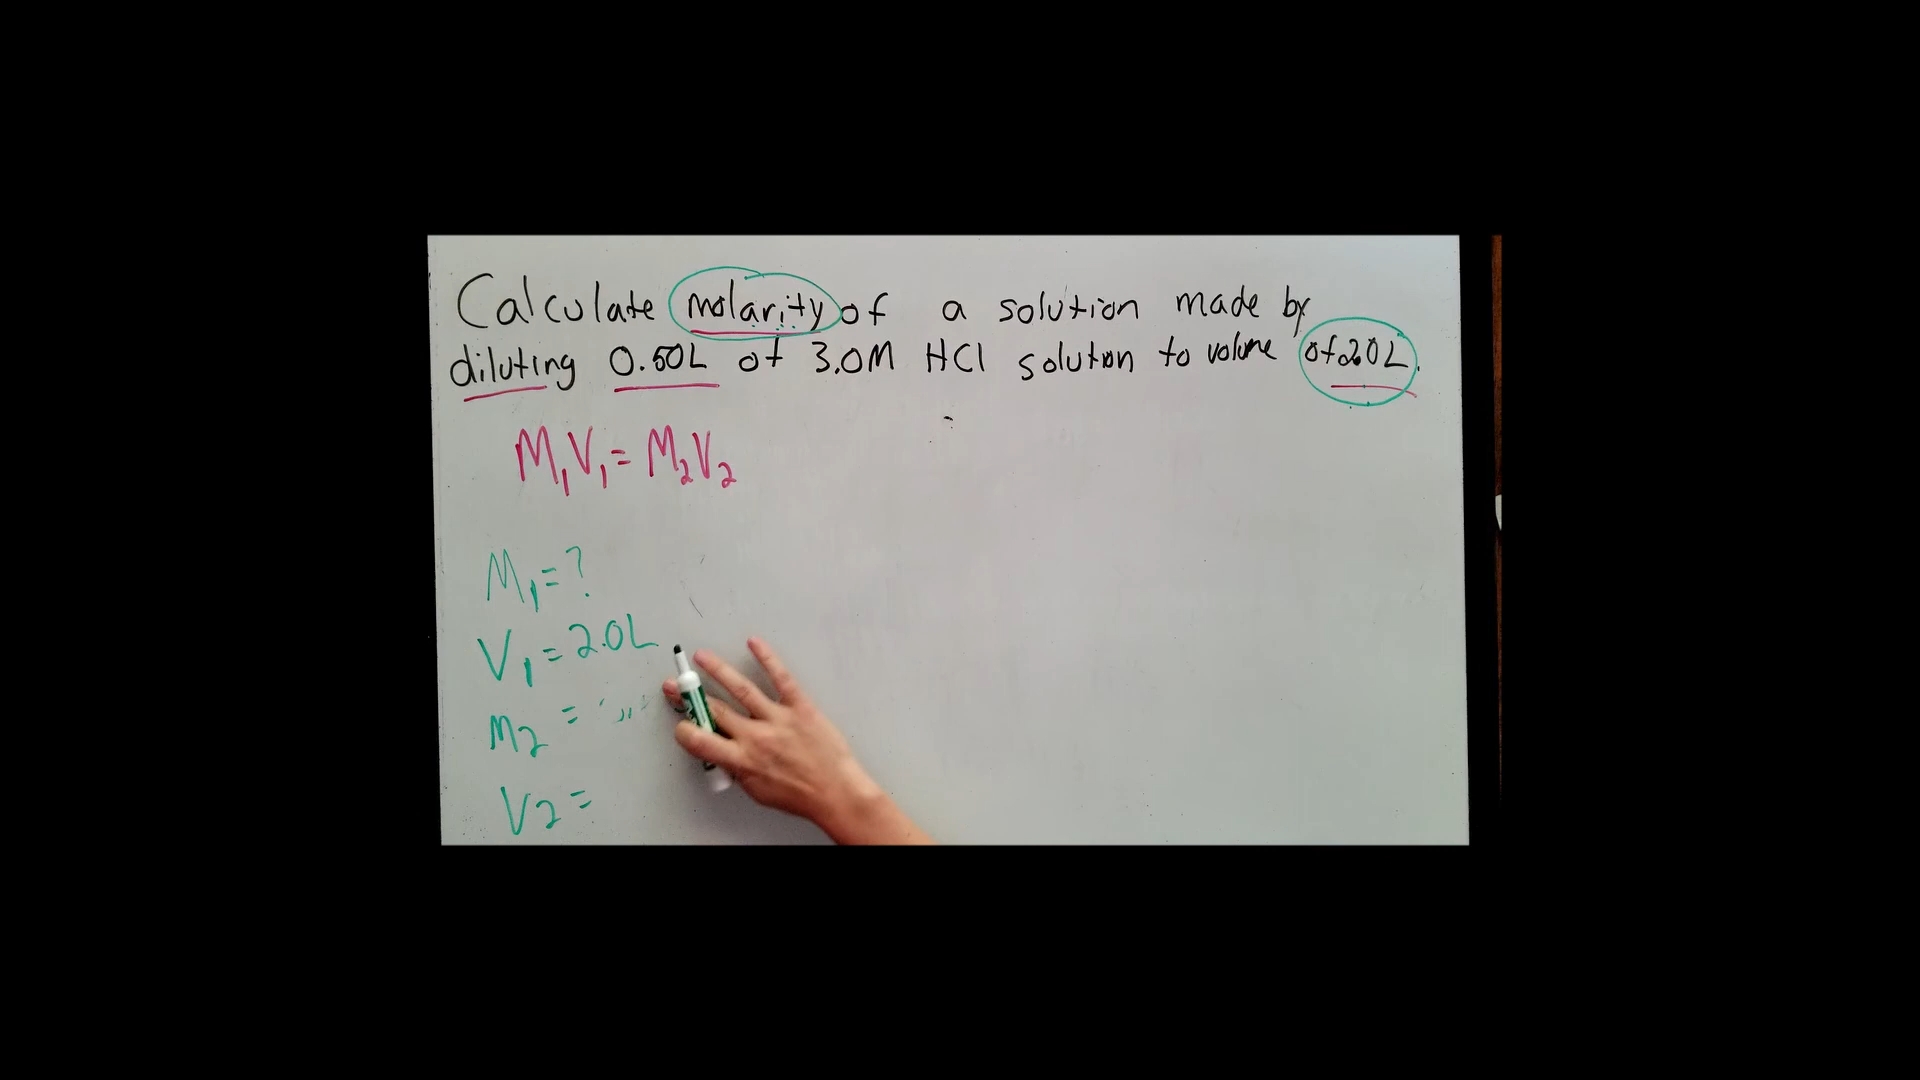 Calculate molarity of a solution made by
diluting 0.50L of 3.0M HCl solution to volume of 2.0L.
M₁V₁ = M₂V₂
M₁ = ?
V₁ = 2.0L
M2 =
V2 =